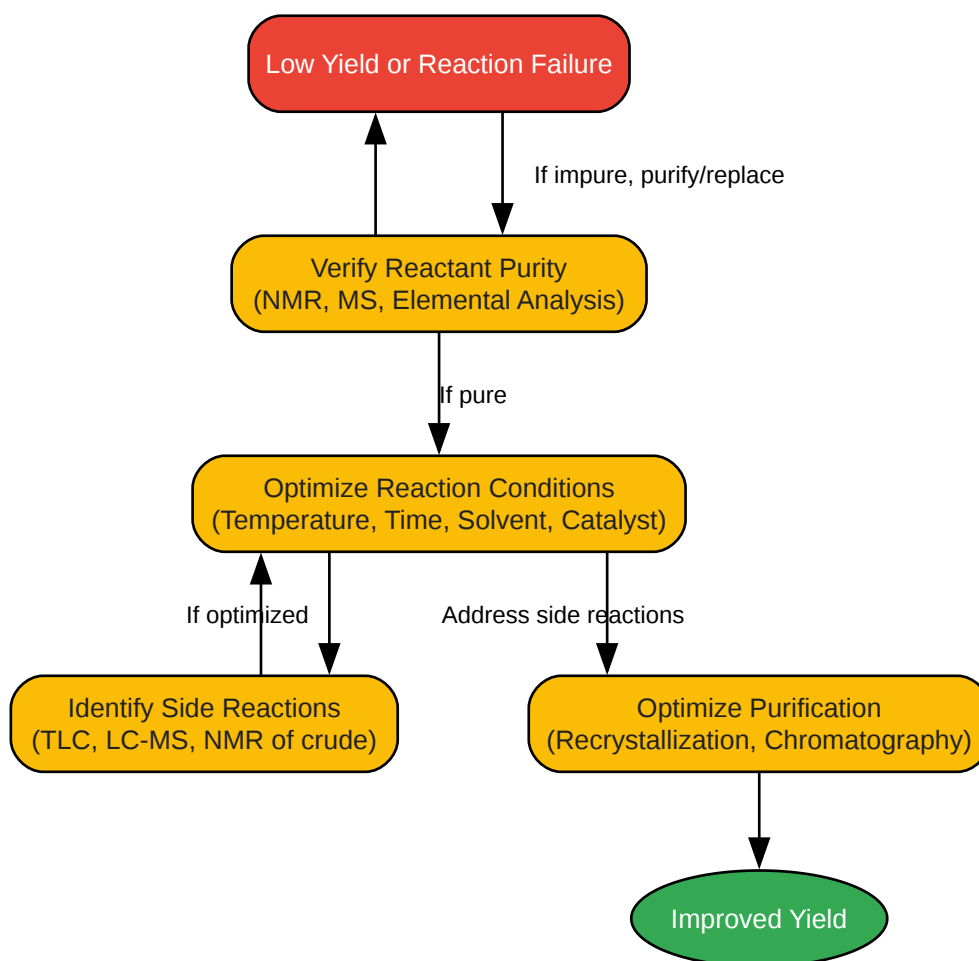 Low Yield or Reaction Failure
If impure, purify/replace
Verify Reactant Purity
(NMR, MS, Elemental Analysis)
If pure
Optimize Reaction Conditions
(Temperature, Time, Solvent, Catalyst)
If optimized
Address side reactions
Identify Side Reactions
(TLC, LC-MS, NMR of crude)
Optimize Purification
(Recrystallization, Chromatography)
Improved Yield